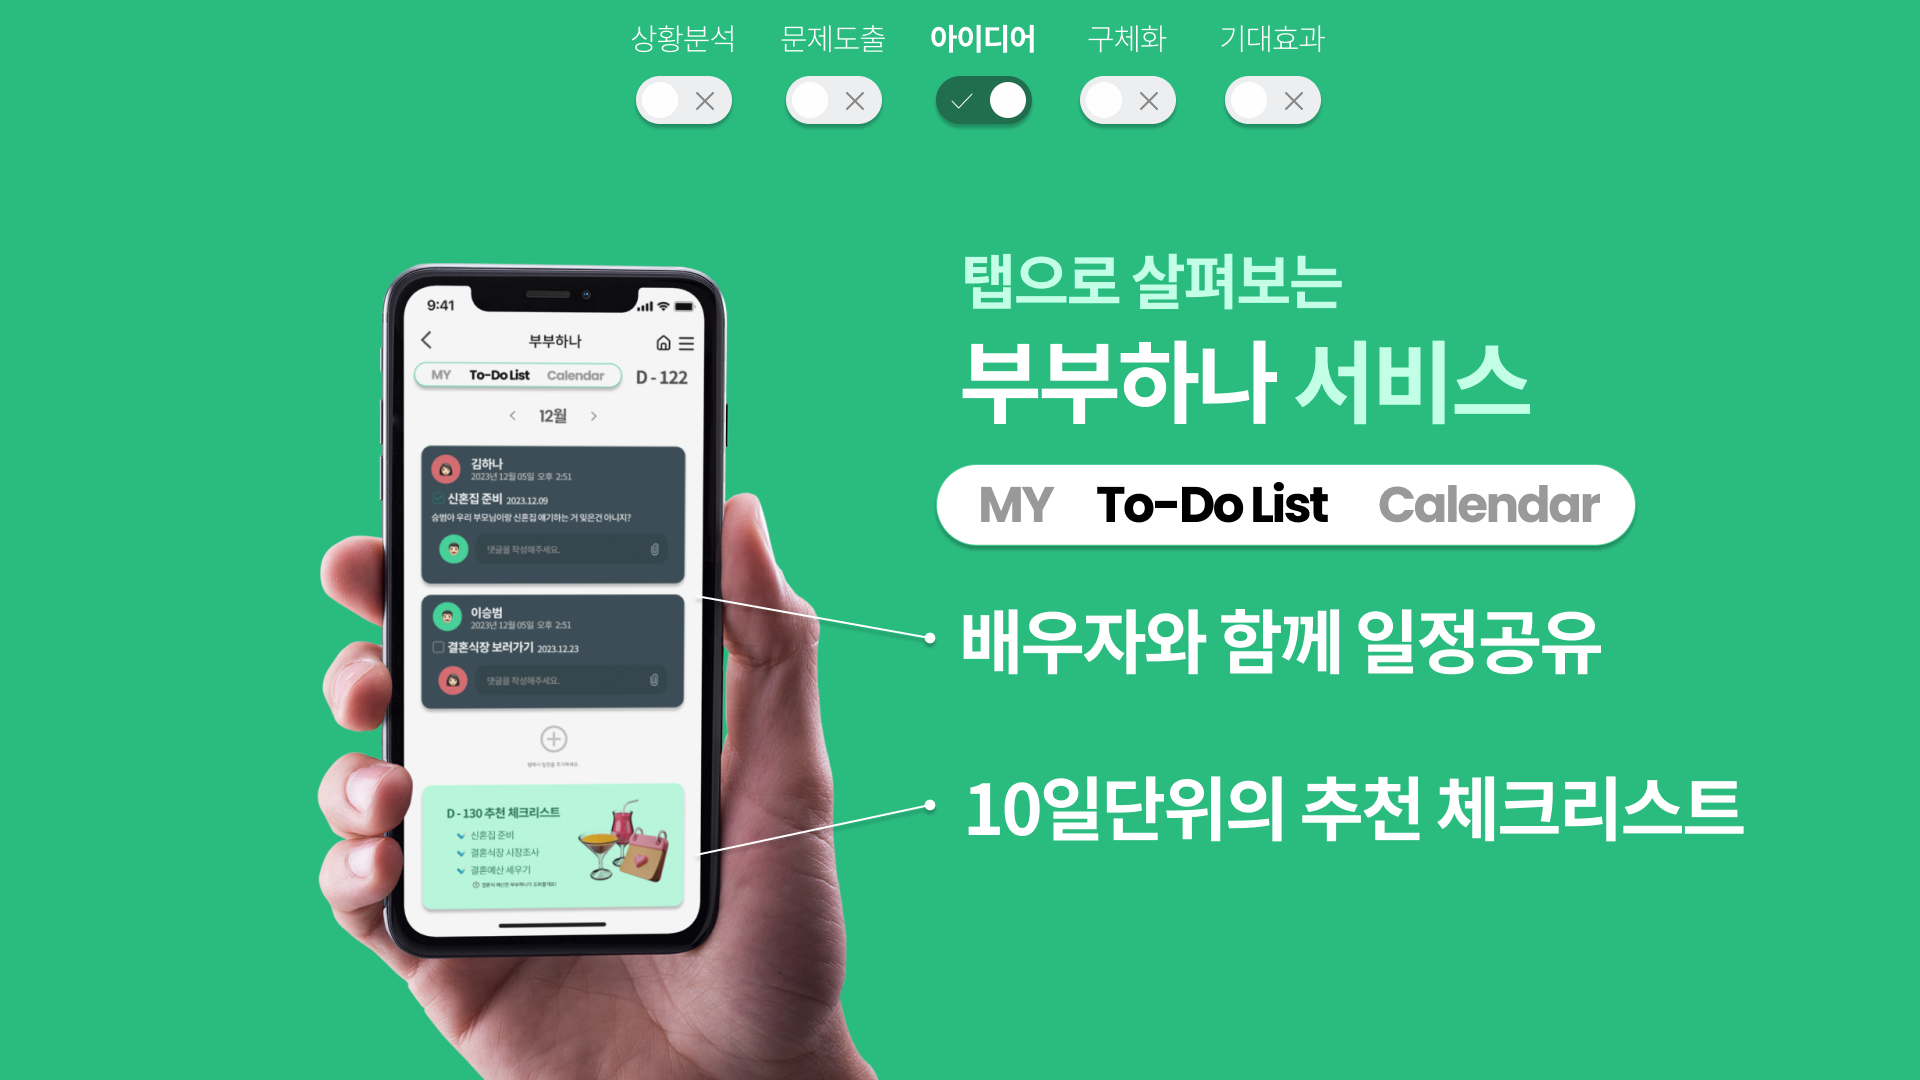 상황분석 문제도출 아이디어 구체화 기대효과
탭으로 살펴보는
부부하나 서비스
MY To-Do List Calendar
배우자와 함께 일정공유
10일단위의 추천 체크리스트
9:41
부부하나
MY To-Do List Calendar D - 122
12월
김하나
2023년 12월 05일 오후 2:51
신혼집 준비 2023.12.09
승범아 우리 부모님이랑 신혼집 얘기하는 거 잊은건 아니지?
댓글을 작성해주세요.
이승범
2023년 12월 05일 오후 2:51
결혼식장 보러가기 2023.12.23
댓글을 작성해주세요.
D - 130 추천 체크리스트
신혼집 준비
결혼식장 시장조사
결혼예산 세우기